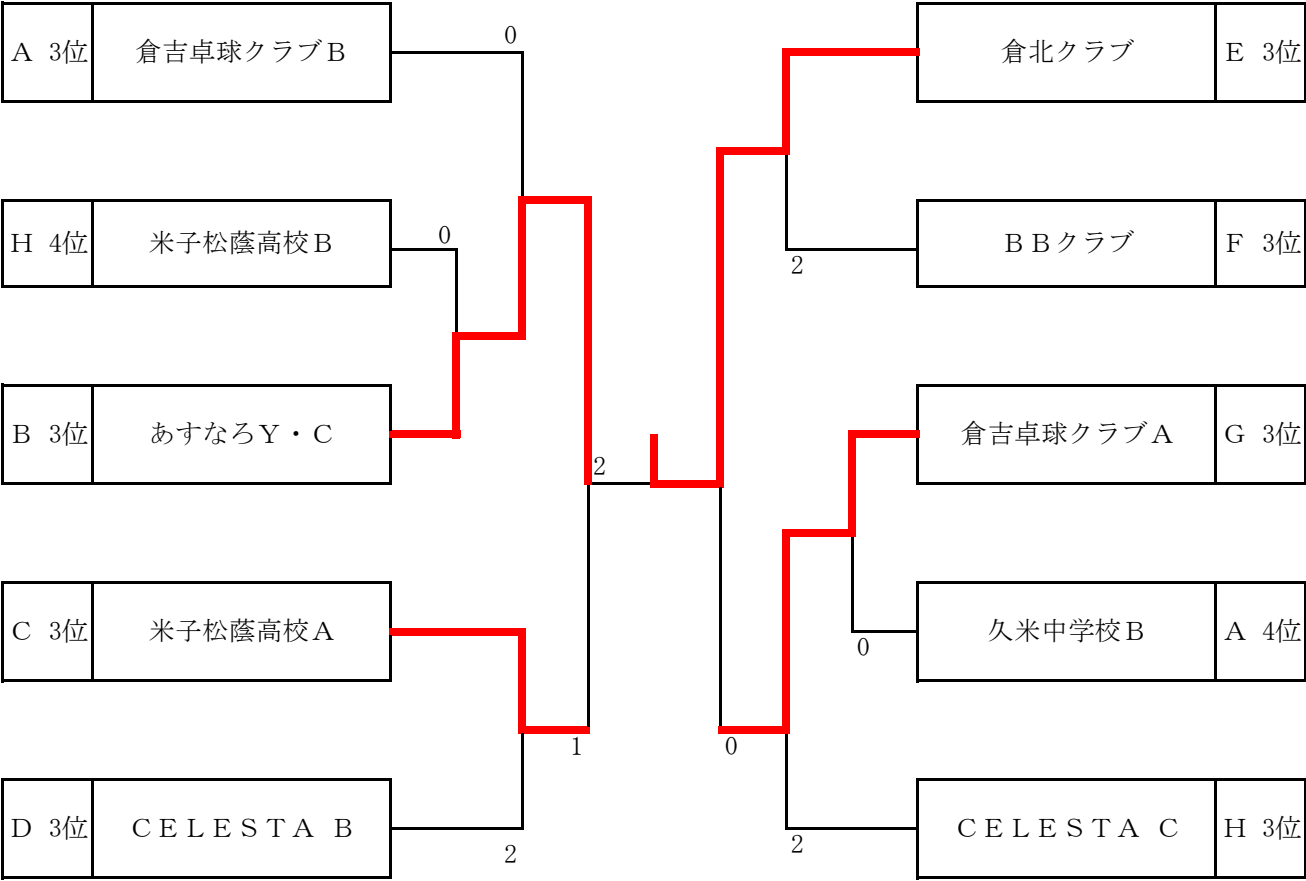 A 3位 倉吉卓球クラブB
0
倉北クラブ E 3位
H 4位 米子松蔭高校B
0
BBクラブ F 3位
2
B 3位 あすなろY・C
倉吉卓球クラブA G 3位
2
C 3位 米子松蔭高校A
久米中学校B A 4位
0
1
0
D 3位 CELESTA B
2
CELESTA C H 3位
2